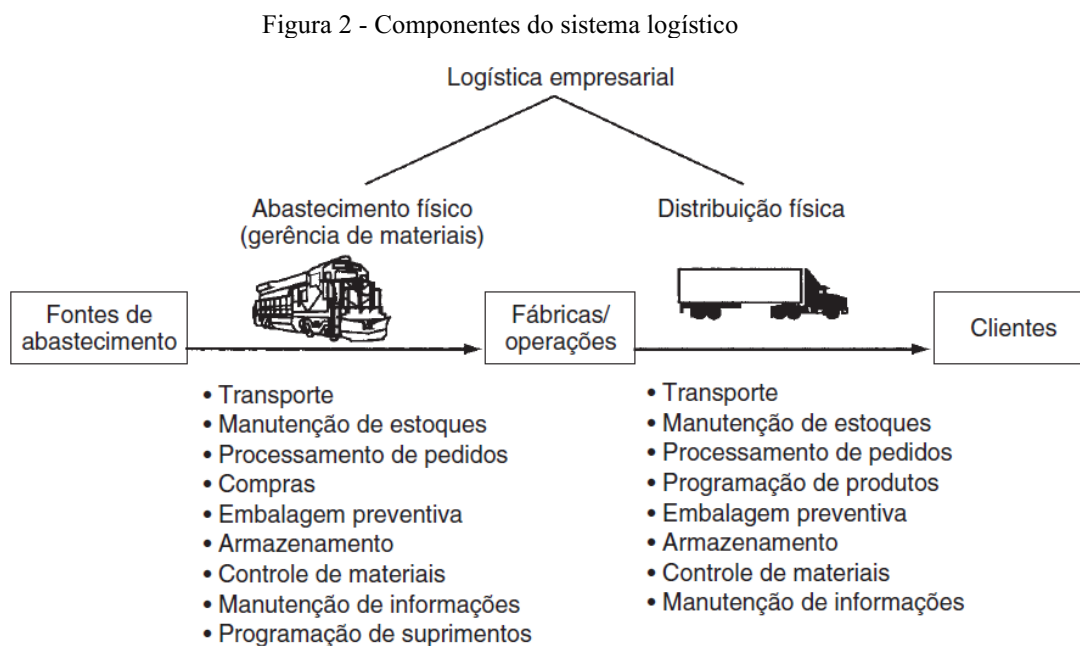 Figura 2 - Componentes do sistema logístico
Logística empresarial
Abastecimento físico
(gerência de materiais)
Distribuição física
Fontes de
abastecimento
Fábricas/
operações
Clientes
• Transporte
• Manutenção de estoques
• Processamento de pedidos
• Compras
• Embalagem preventiva
• Armazenamento
• Controle de materiais
• Manutenção de informações
• Programação de suprimentos
• Transporte
• Manutenção de estoques
• Processamento de pedidos
• Programação de produtos
• Embalagem preventiva
• Armazenamento
• Controle de materiais
• Manutenção de informações